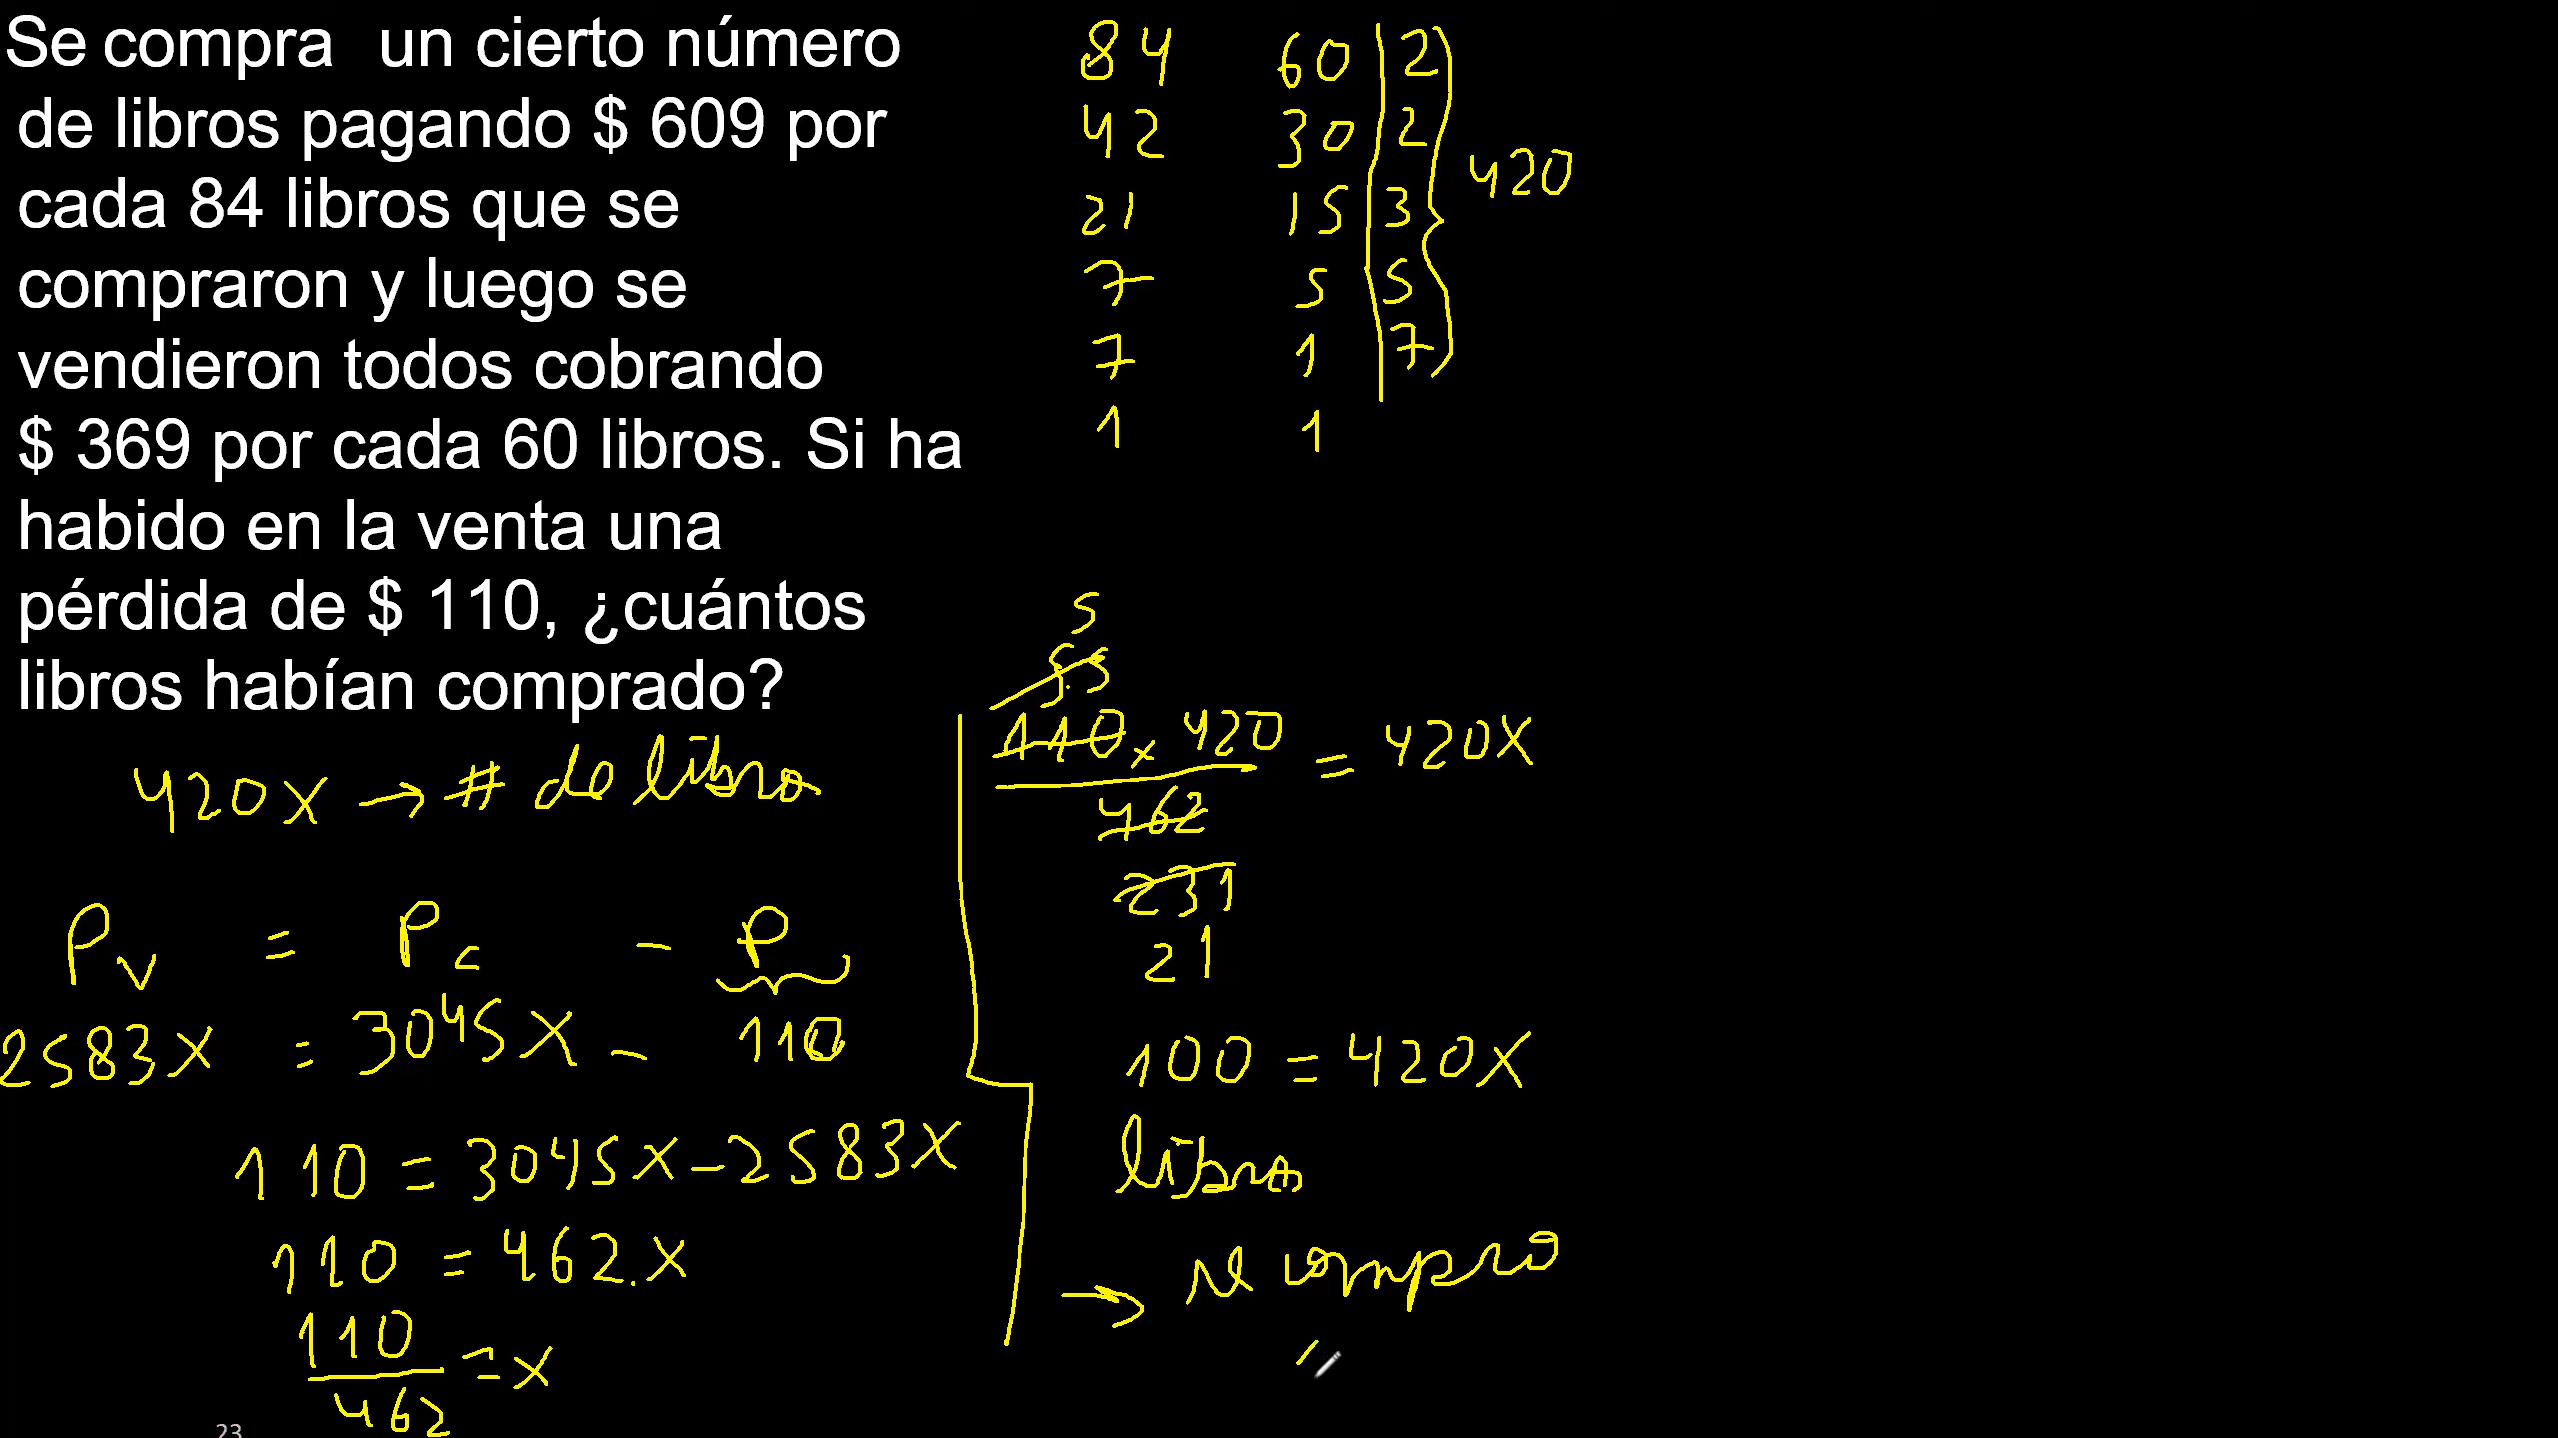 Se compra un cierto número
de libros pagando $ 609 por
cada 84 libros que se
compraron y luego se
vendieron todos cobrando
$ 369 por cada 60 libros. Si ha
habido en la venta una
pérdida de $ 110, ¿cuántos
libros habían comprado?
420x → # de libro
Pv = Pc - P
110
2583x = 3045x - 110
110 = 3045x - 2583x
110 = 462.x
110
462
= x
23
84 60 2
42 30 2
420
21 15 3
7 5 5
7 1 7
1 1
5
55
110 x 420 = 420x
462
231
21
100 = 420x
libro
→ se compro